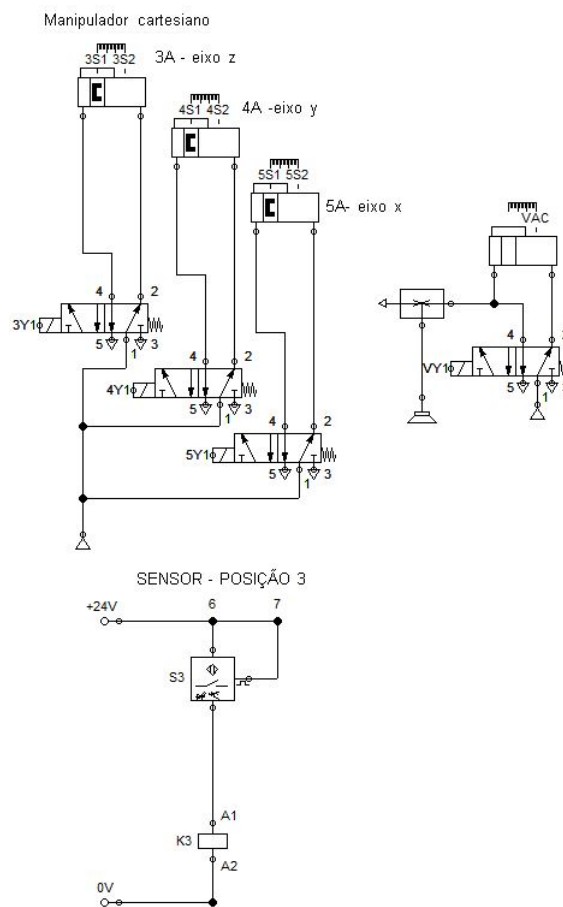 Manipulador cartesiano
3S1 3S2
3A - eixo z
4S1 4S2
4A -eixo y
5S1 5S2
5A- eixo x
VAC
4 2
3Y1
5 1 3
4 2
4Y1
5 1 3
4 2
5Y1
5 1 3
4
VY1
5 1
SENSOR - POSIÇÃO 3
+24V
6 7
S3
A1
K3
A2
0V